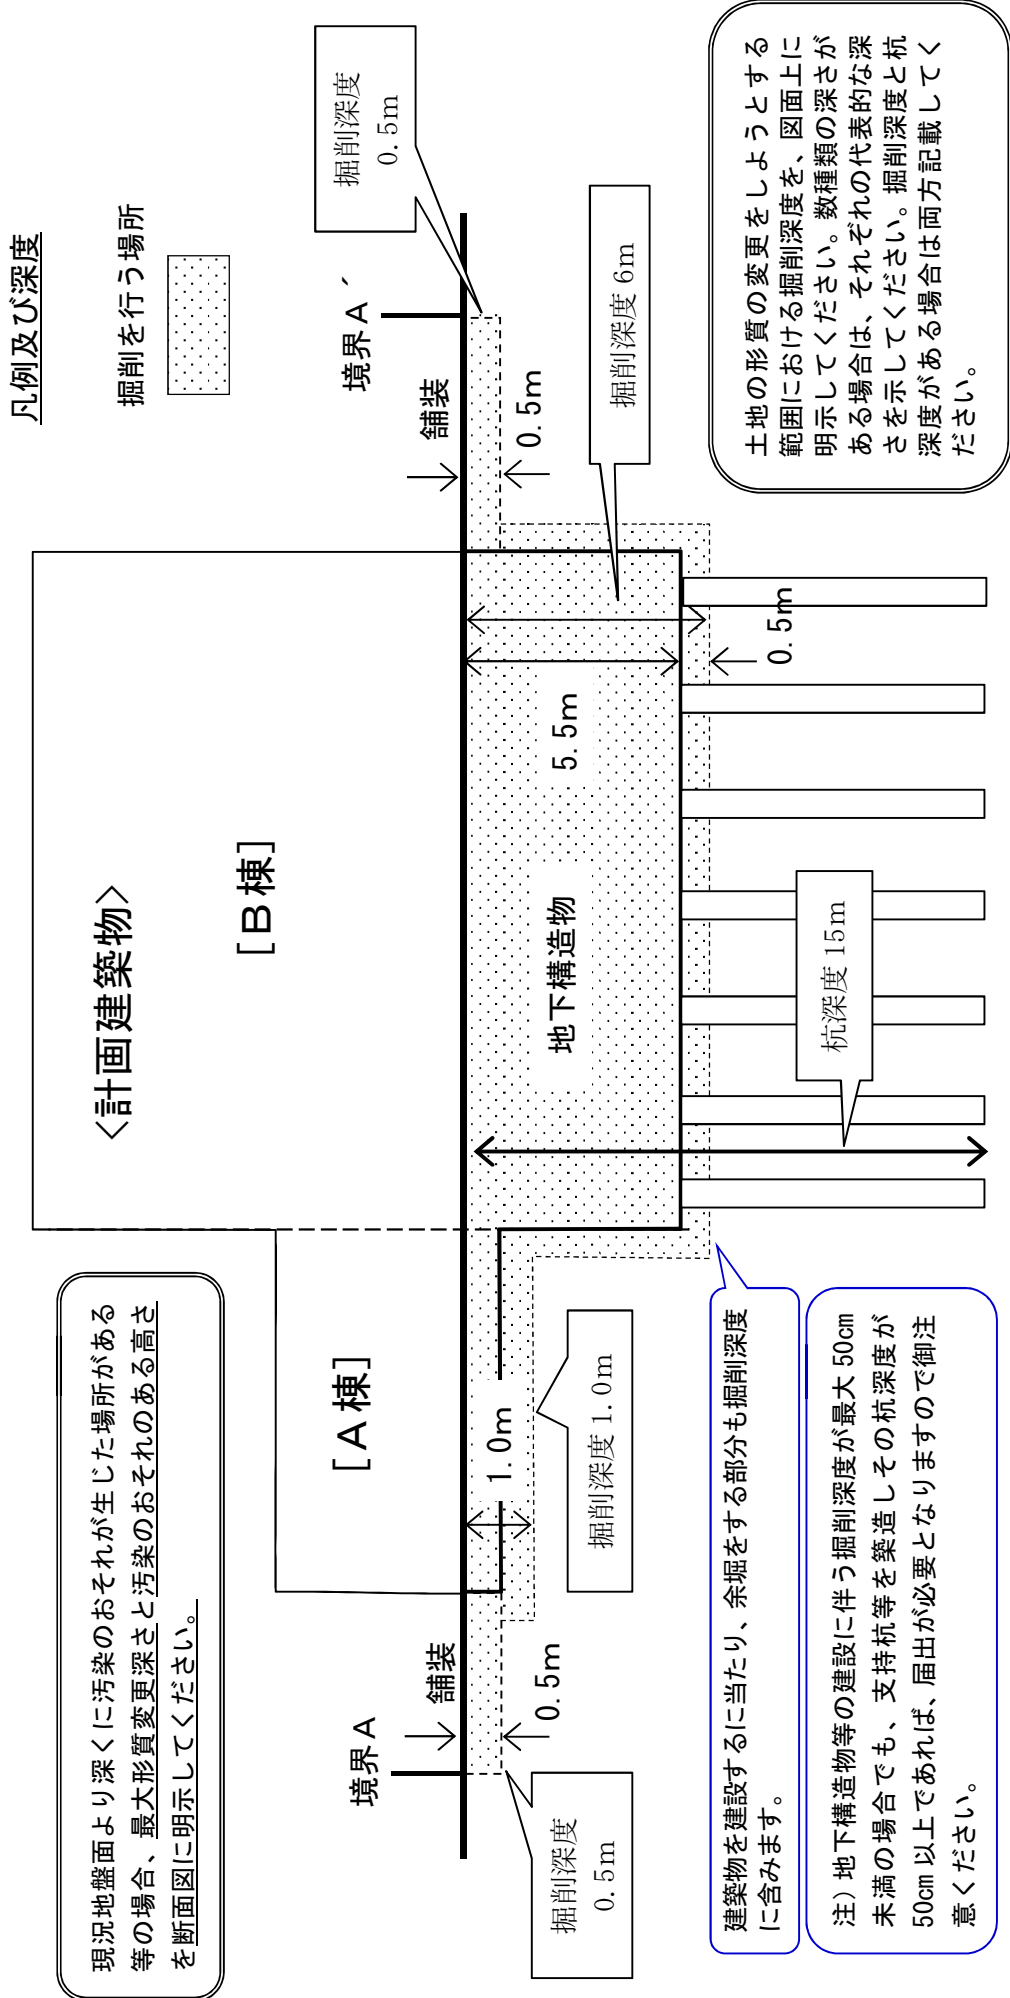 現況地盤面より深くに汚染のおそれが生じた場所がある
等の場合、最大形質変更深さと汚染のおそれのある高さ
を断面図に明示してください。
<計画建築物>
[A棟]
[B棟]
凡例及び深度
掘削を行う場所
境界A
舗装
0.5m
掘削深度
0.5m
1.0m
掘削深度 1.0m
地下構造物
5.5m
0.5m
杭深度 15m
掘削深度 6m
境界A´
舗装
0.5m
掘削深度
0.5m
建築物を建設するに当たり、余堀をする部分も掘削深度
に含みます。
注)地下構造物等の建設に伴う掘削深度が最大 50cm
未満の場合でも、支持杭等を築造しその杭深度が
50cm 以上であれば、届出が必要となりますので御注
意ください。
土地の形質の変更をしようとする
範囲における掘削深度を、図面上に
明示してください。数種類の深さが
ある場合は、それぞれの代表的な深
さを示してください。掘削深度と杭
深度がある場合は両方記載してく
ださい。